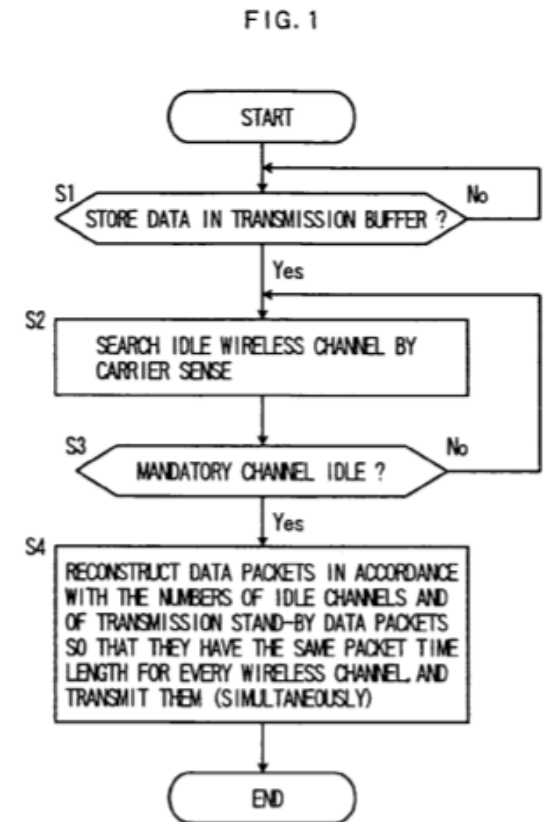 FIG. 1
START
S1
No
STORE DATA IN TRANSMISSION BUFFER ?
Yes
S2
SEARCH IDLE WIRELESS CHANNEL BY
CARRIER SENSE
S3
No
MANDATORY CHANNEL IDLE ?
Yes
S4
RECONSTRUCT DATA PACKETS IN ACCORDANCE
WITH THE NUMBERS OF IDLE CHANNELS AND
OF TRANSMISSION STAND-BY DATA PACKETS
SO THAT THEY HAVE THE SAME PACKET TIME
LENGTH FOR EVERY WIRELESS CHANNEL, AND
TRANSMIT THEM (SIMULTANEOUSLY)
END